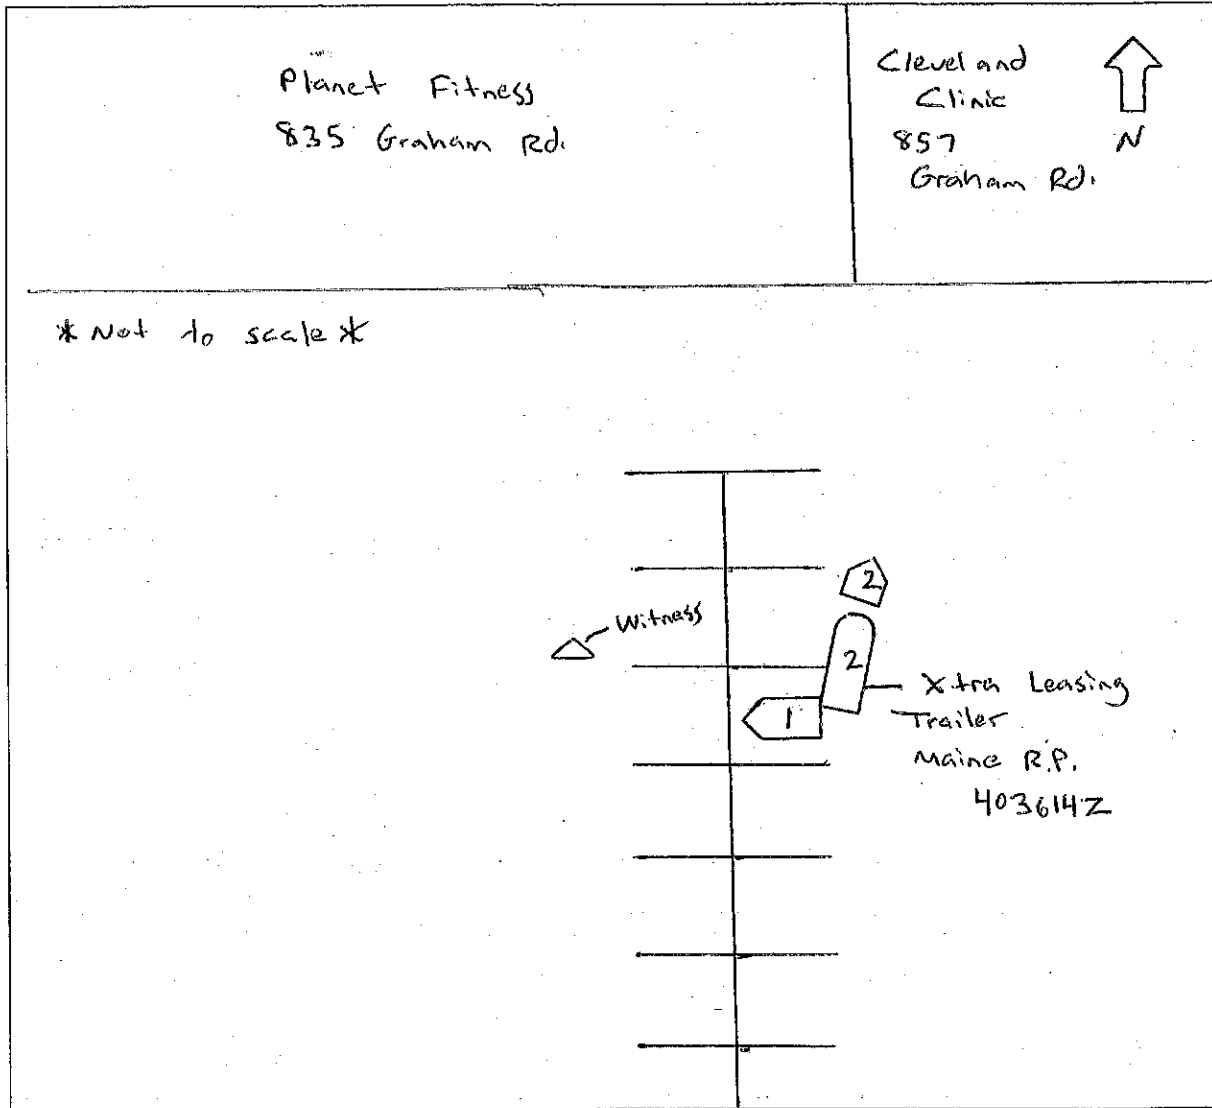 Planet Fitness
835 Graham Rd.
Cleveland
Clinic
857
Graham Rd.
N
*Not to scale*
2
Witness
2
1
Xtra Leasing
Trailer
Maine R.P.
403614Z